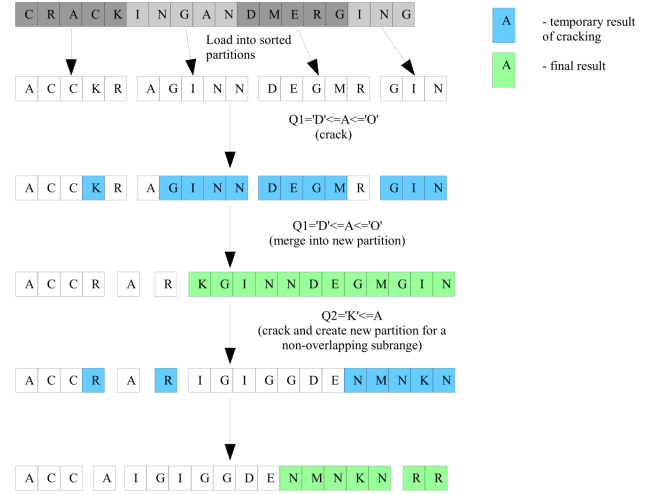 C R A C K I N G A N D M E R G I N G
A - temporary result
of cracking
Load into sorted
partitions
A - final result
A C C K R A G I N N D E G M R G I N
Q1='D'<=A<='O'
(crack)
A C C K R A G I N N D E G M R G I N
Q1='D'<=A<='O'
(merge into new partition)
A C C R A R K G I N N D E G M G I N
Q2='K'<=A
(crack and create new partition for a
non-overlapping subrange)
A C C R A R I G I G G D E N M N K N
A C C A I G I G G D E N M N K N R R